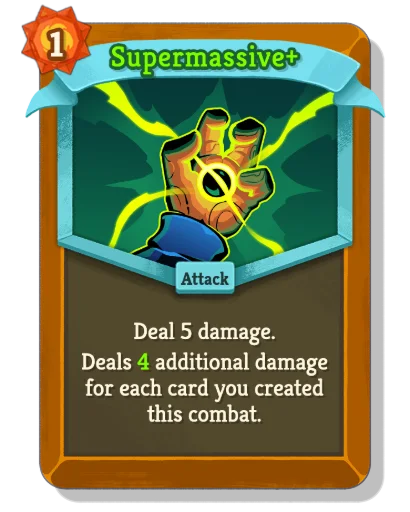 1
Supermassive+
Attack
Deal 5 damage.
Deals 4 additional damage
for each card you created
this combat.